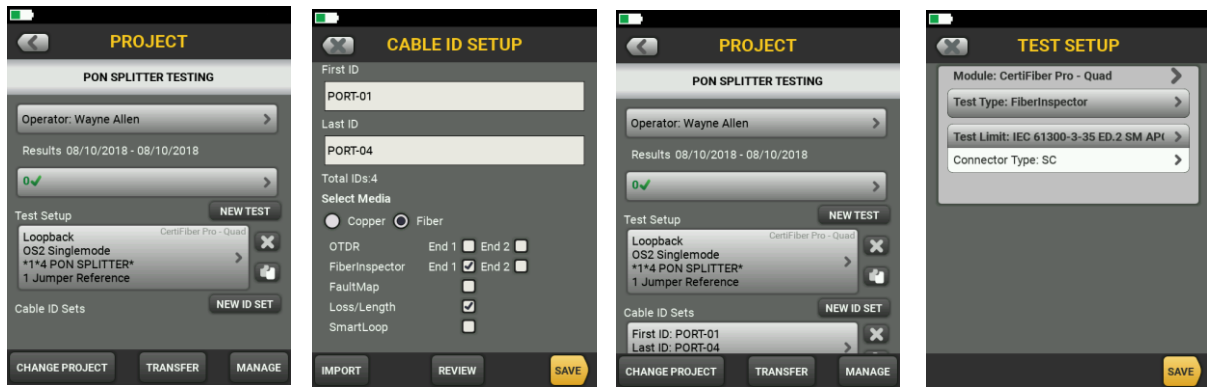 PROJECT
PON SPLITTER TESTING
Operator: Wayne Allen
Results 08/10/2018 - 08/10/2018
0
Test Setup
NEW TEST
Loopback
CertiFiber Pro - Quad
OS2 Singlemode
*1*4 PON SPLITTER*
1 Jumper Reference
Cable ID Sets
NEW ID SET
CHANGE PROJECT
TRANSFER
MANAGE
CABLE ID SETUP
First ID
PORT-01
Last ID
PORT-04
Total IDs:4
Select Media
Copper Fiber
OTDR End 1 End 2
FiberInspector End 1 End 2
FaultMap
Loss/Length
SmartLoop
IMPORT
REVIEW
SAVE
PROJECT
PON SPLITTER TESTING
Operator: Wayne Allen
Results 08/10/2018 - 08/10/2018
0
Test Setup
NEW TEST
Loopback
CertiFiber Pro - Quad
OS2 Singlemode
*1*4 PON SPLITTER*
1 Jumper Reference
Cable ID Sets
NEW ID SET
First ID: PORT-01
Last ID: PORT-04
CHANGE PROJECT
TRANSFER
MANAGE
TEST SETUP
Module: CertiFiber Pro - Quad
Test Type: FiberInspector
Test Limit: IEC 61300-3-35 ED.2 SM AP(
Connector Type: SC
SAVE